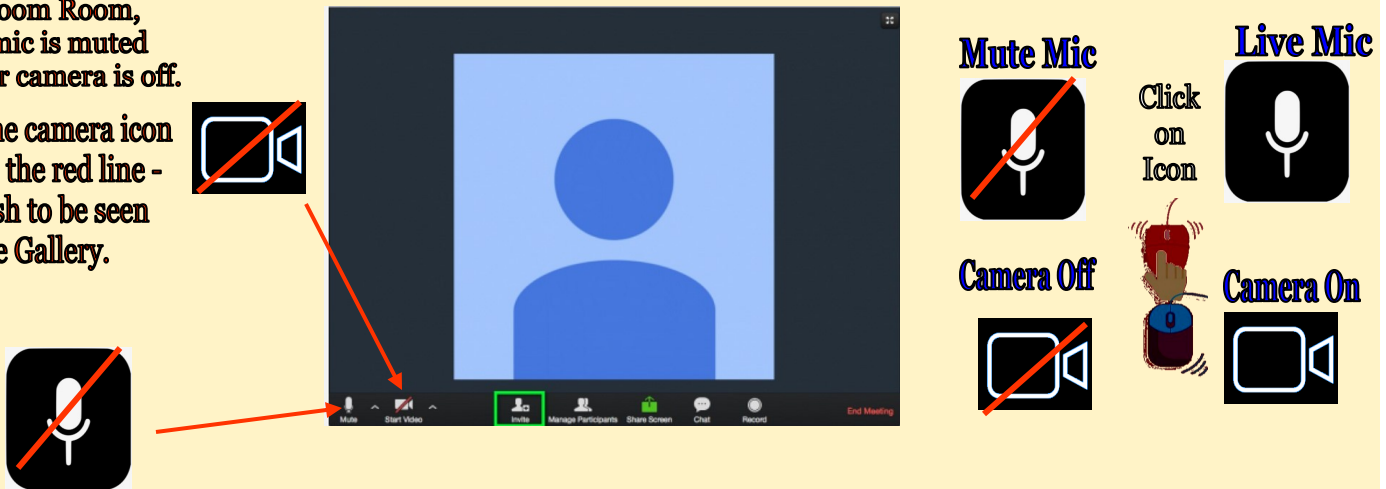 oom Room,
mic is muted
r camera is off.
ne camera icon
the red line -
sh to be seen
e Gallery.
Mute
Start Video
Invite
Manage Participants
Share Screen
Chat
Record
End Meeting
Mute Mic
Live Mic
Click
on
Icon
Camera Off
Camera On